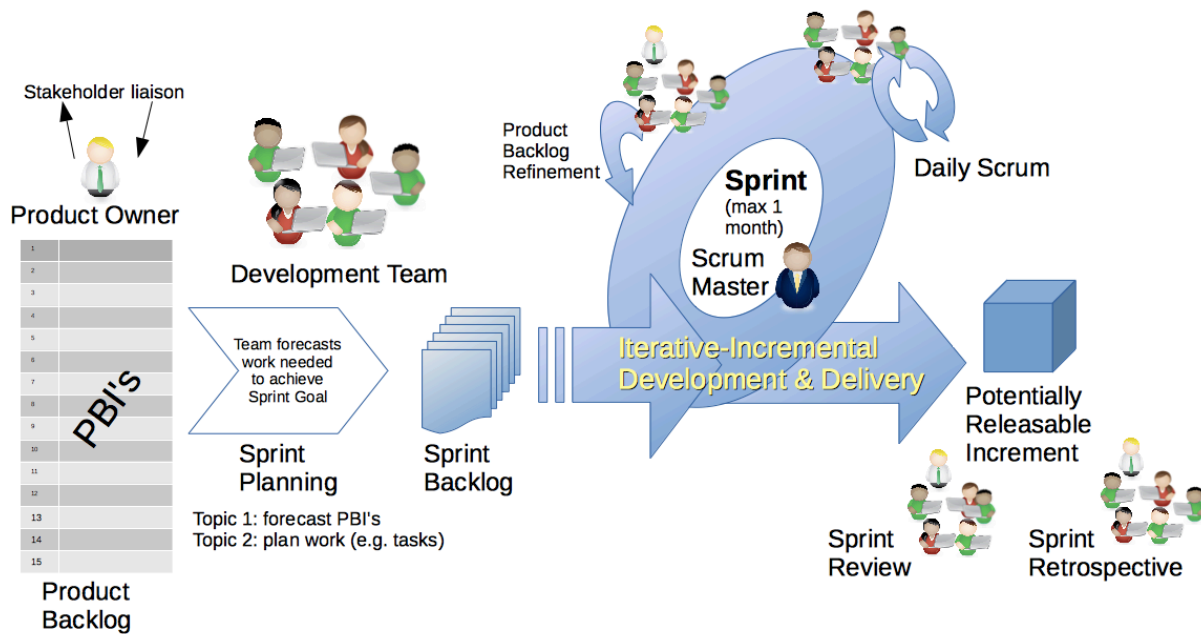 Stakeholder liaison
Product Owner
1
2
3
4
5
6
7
8
9
10
11
12
13
14
15
PBI's
Product
Backlog
Development Team
Team forecasts
work needed
to achieve
Sprint Goal
Sprint
Planning
Topic 1: forecast PBI's
Topic 2: plan work (e.g. tasks)
Sprint
Backlog
Product
Backlog
Refinement
Sprint
(max 1
month)
Scrum
Master
Daily Scrum
Iterative-Incremental
Development & Delivery
Potentially
Releasable
Increment
Sprint
Review
Sprint
Retrospective